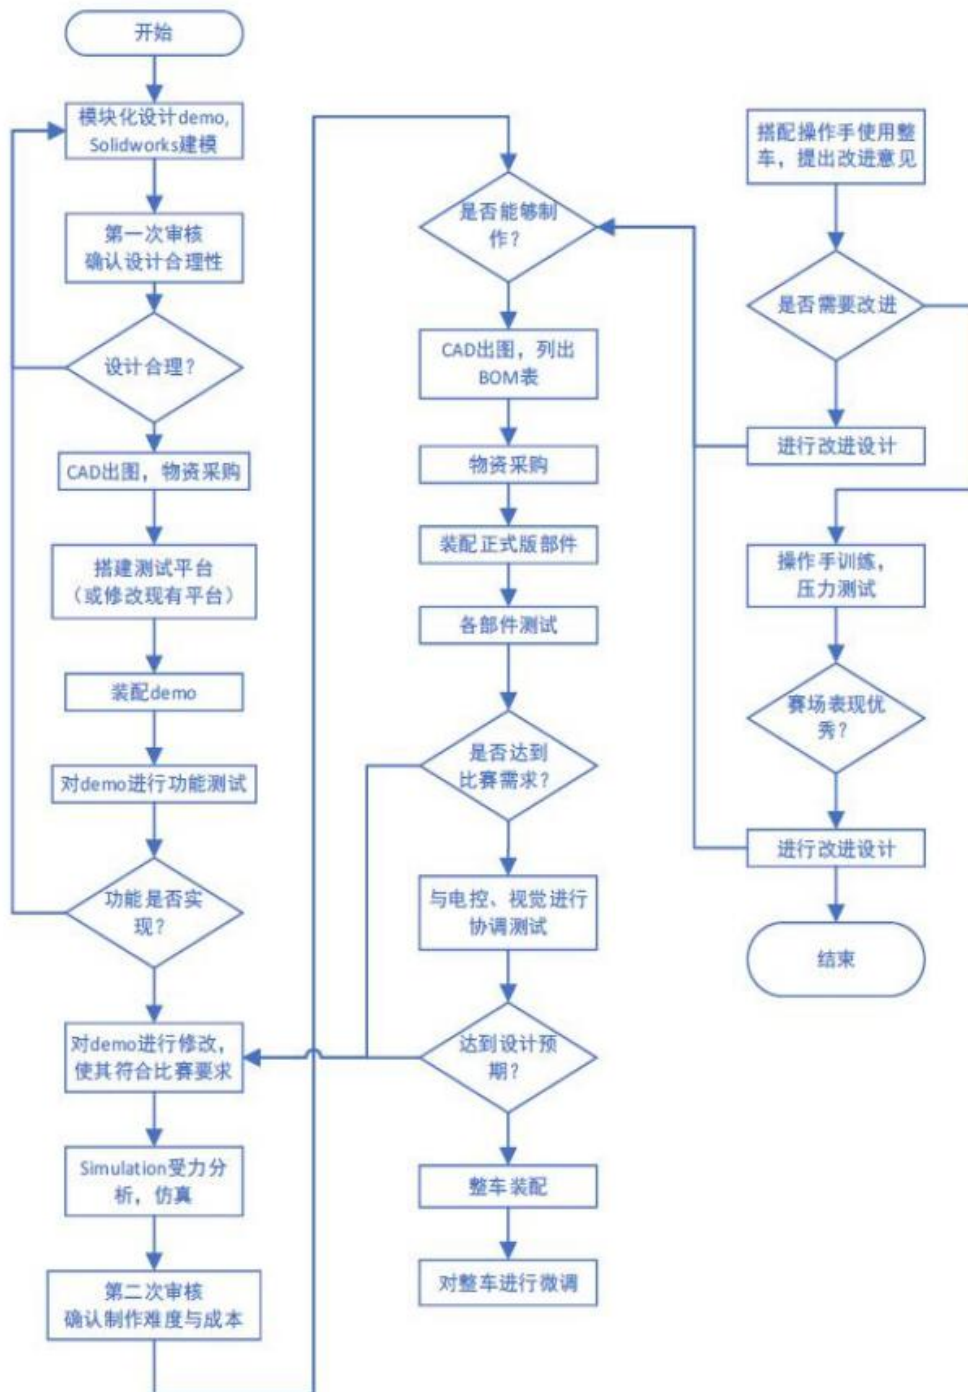 开始
模块化设计demo,
Solidworks建模
第一次审核
确认设计合理性
设计合理？
CAD出图，物资采购
搭建测试平台
（或修改现有平台）
装配demo
对demo进行功能测试
功能是否实
现？
对demo进行修改，
使其符合比赛要求
Simulation受力分
析，仿真
第二次审核
确认制作难度与成本
是否能够制
作？
CAD出图，列出
BOM表
物资采购
装配正式版部件
各部件测试
是否达到
比赛需求？
与电控、视觉进行
协调测试
达到设计预
期？
整车装配
对整车进行微调
搭配操作手使用整
车，提出改进意见
是否需要改进
进行改进设计
操作手训练，
压力测试
赛场表现优
秀？
进行改进设计
结束